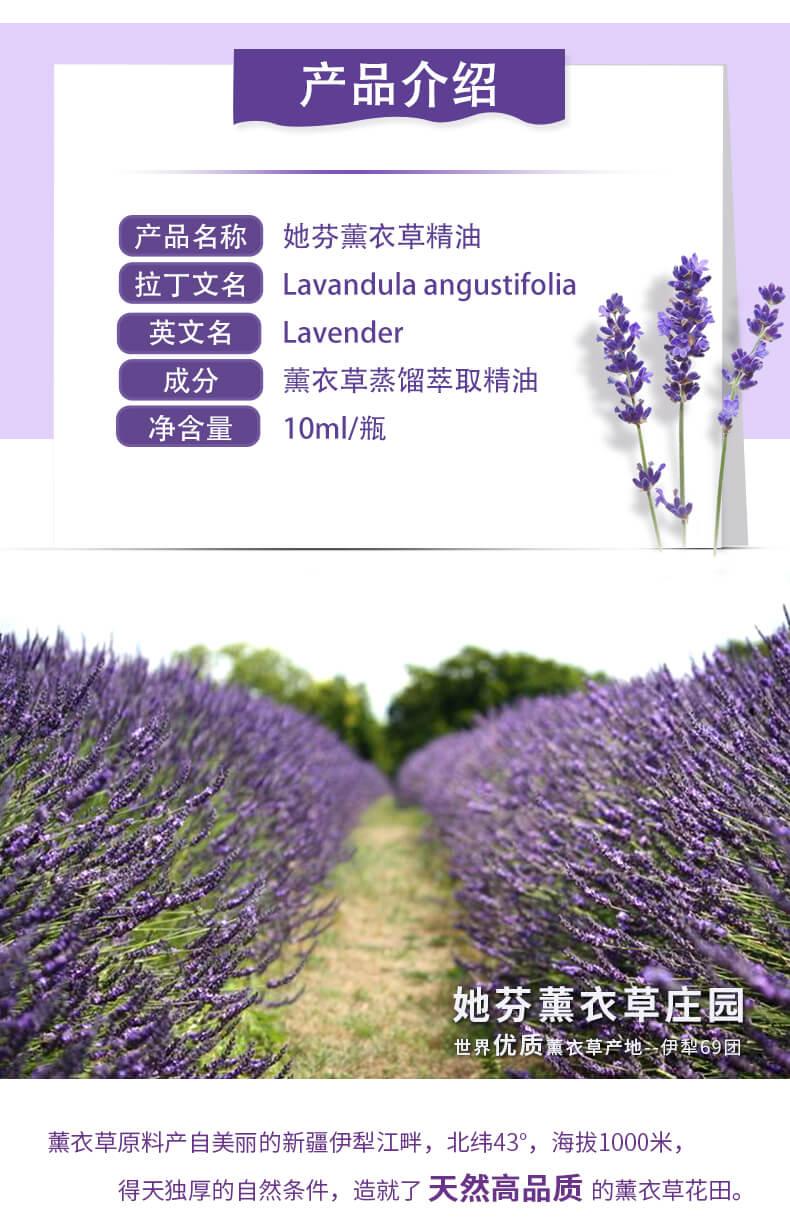 产品介绍
产品名称 她芬薰衣草精油
拉丁文名 Lavandula angustifolia
英文名 Lavender
成分 薰衣草蒸馏萃取精油
净含量 10ml/瓶
她芬薰衣草庄园
世界优质薰衣草产地--伊犁69团
薰衣草原料产自美丽的新疆伊犁江畔，北纬43°，海拔1000米，
得天独厚的自然条件，造就了 天然高品质 的薰衣草花田。